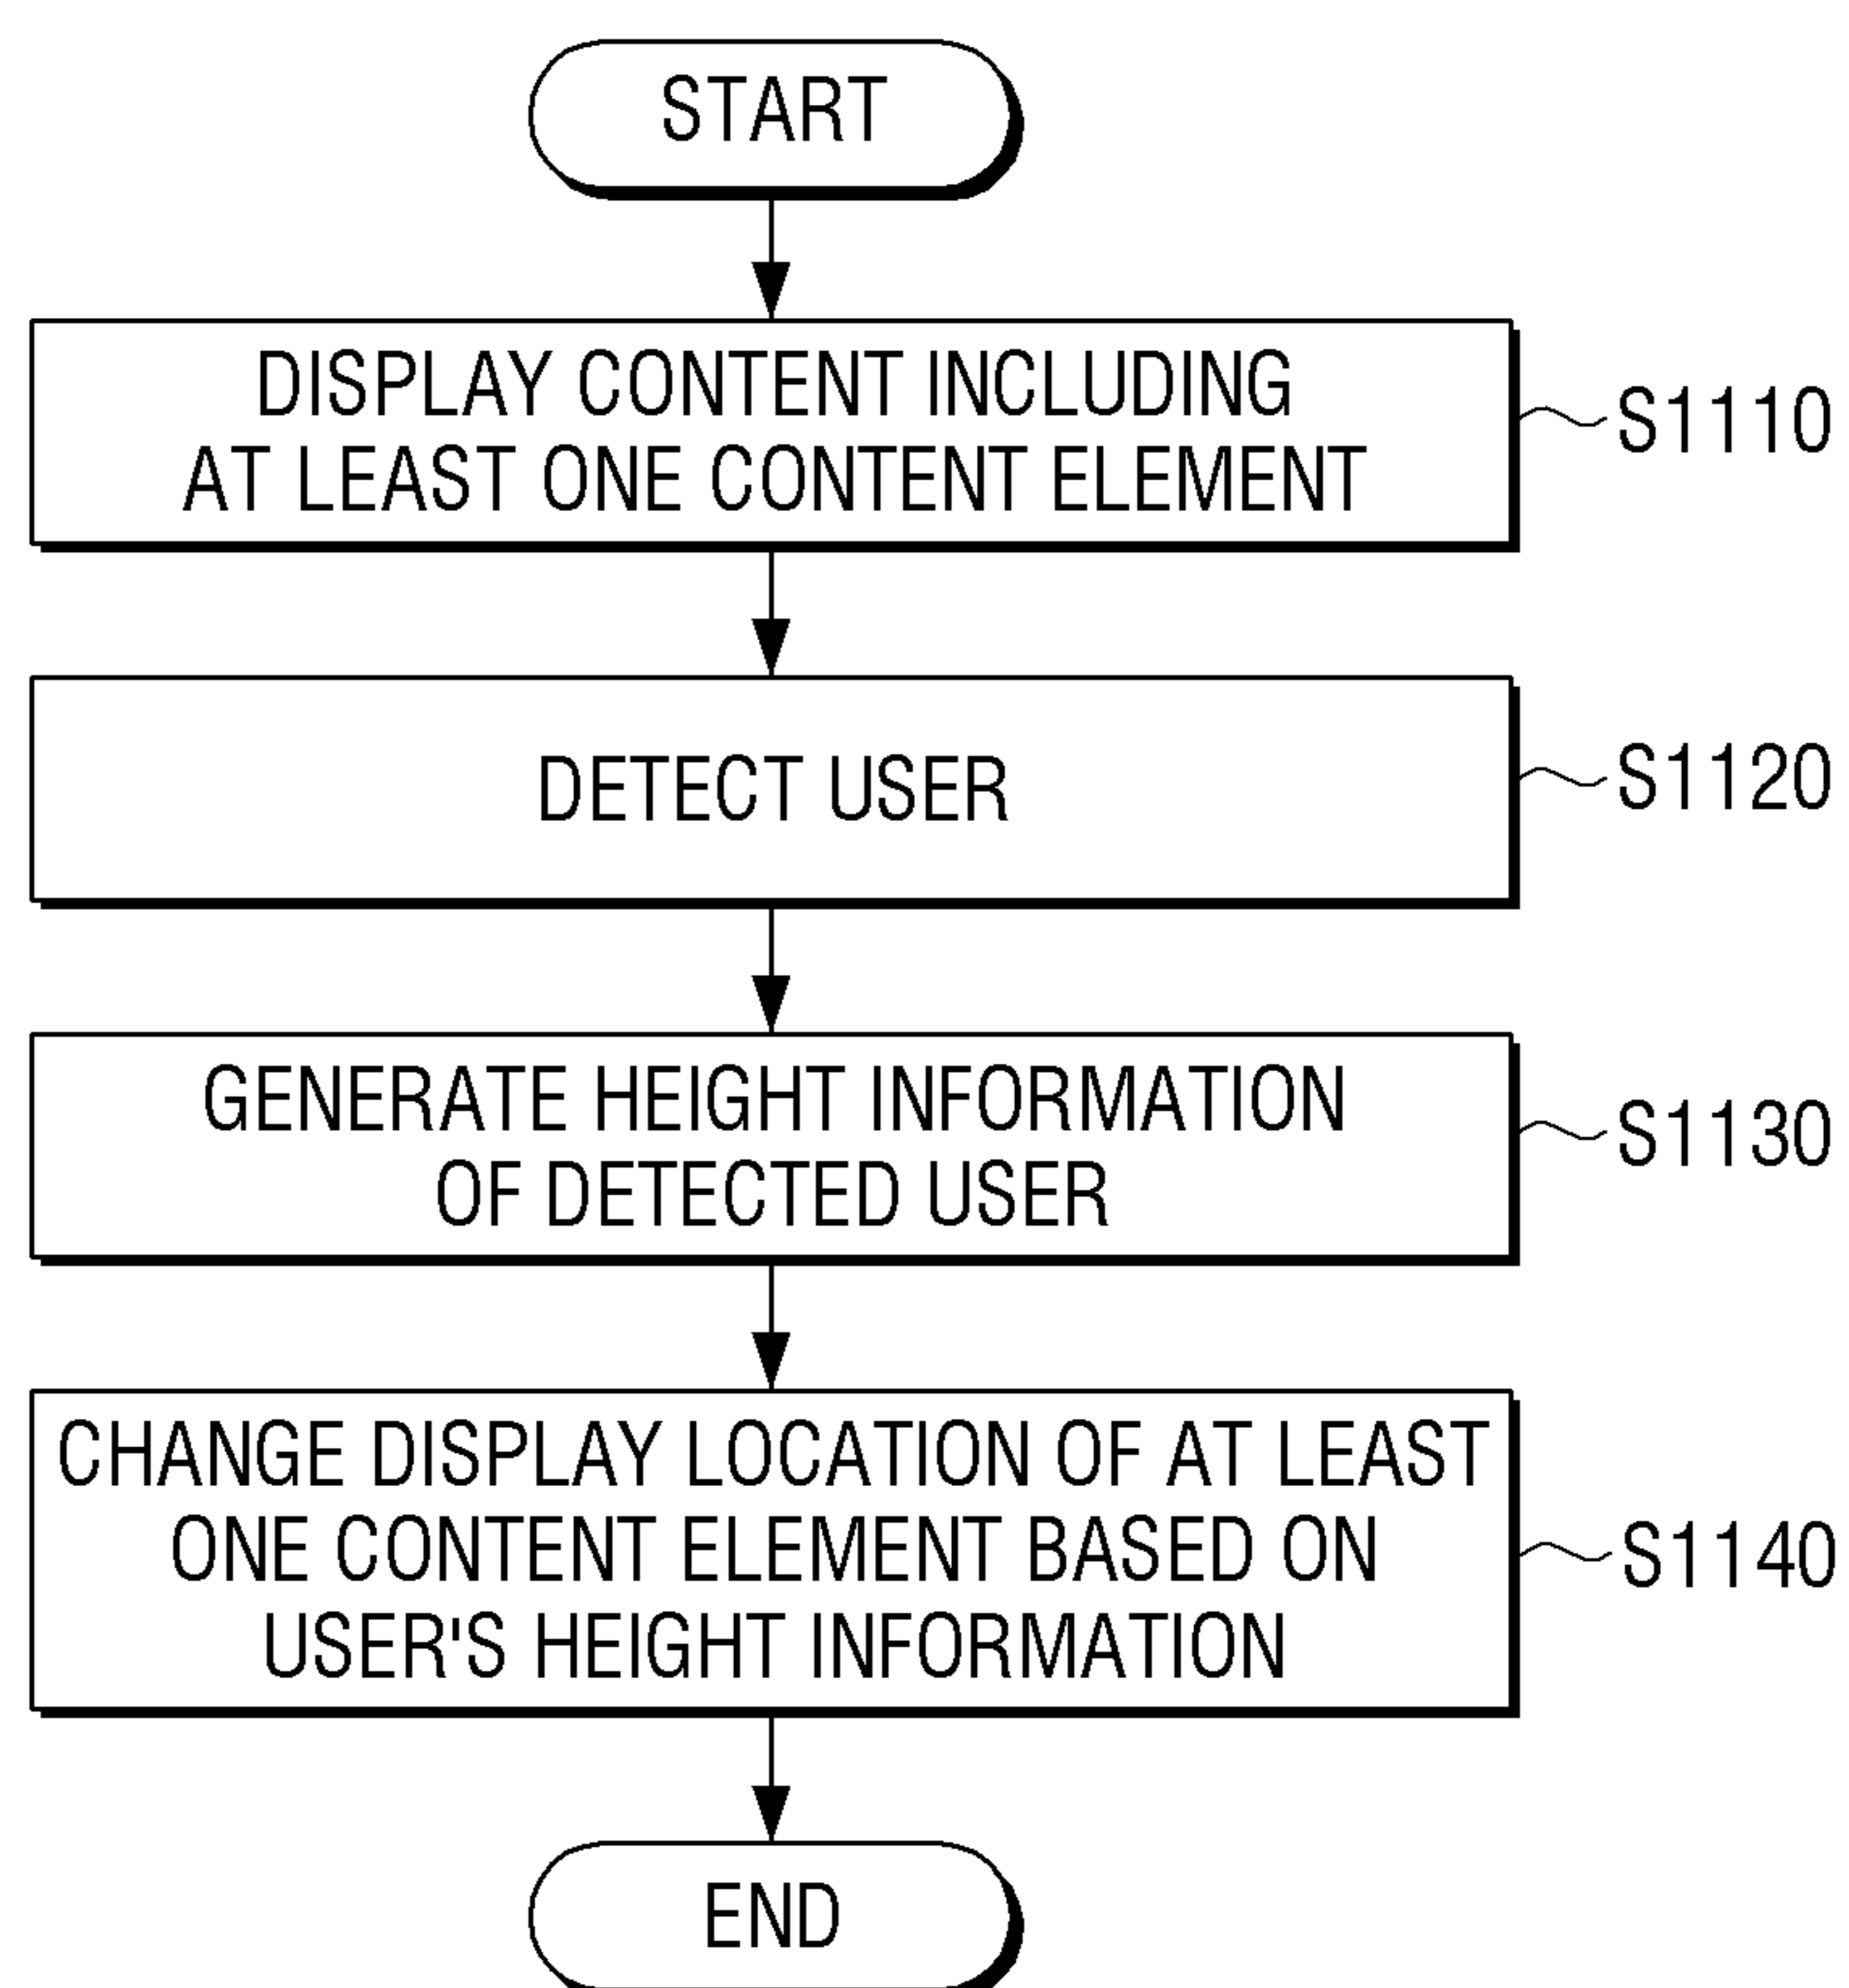 START
DISPLAY CONTENT INCLUDING
AT LEAST ONE CONTENT ELEMENT
S1110
DETECT USER
S1120
GENERATE HEIGHT INFORMATION
OF DETECTED USER
S1130
CHANGE DISPLAY LOCATION OF AT LEAST
ONE CONTENT ELEMENT BASED ON
USER'S HEIGHT INFORMATION
S1140
END